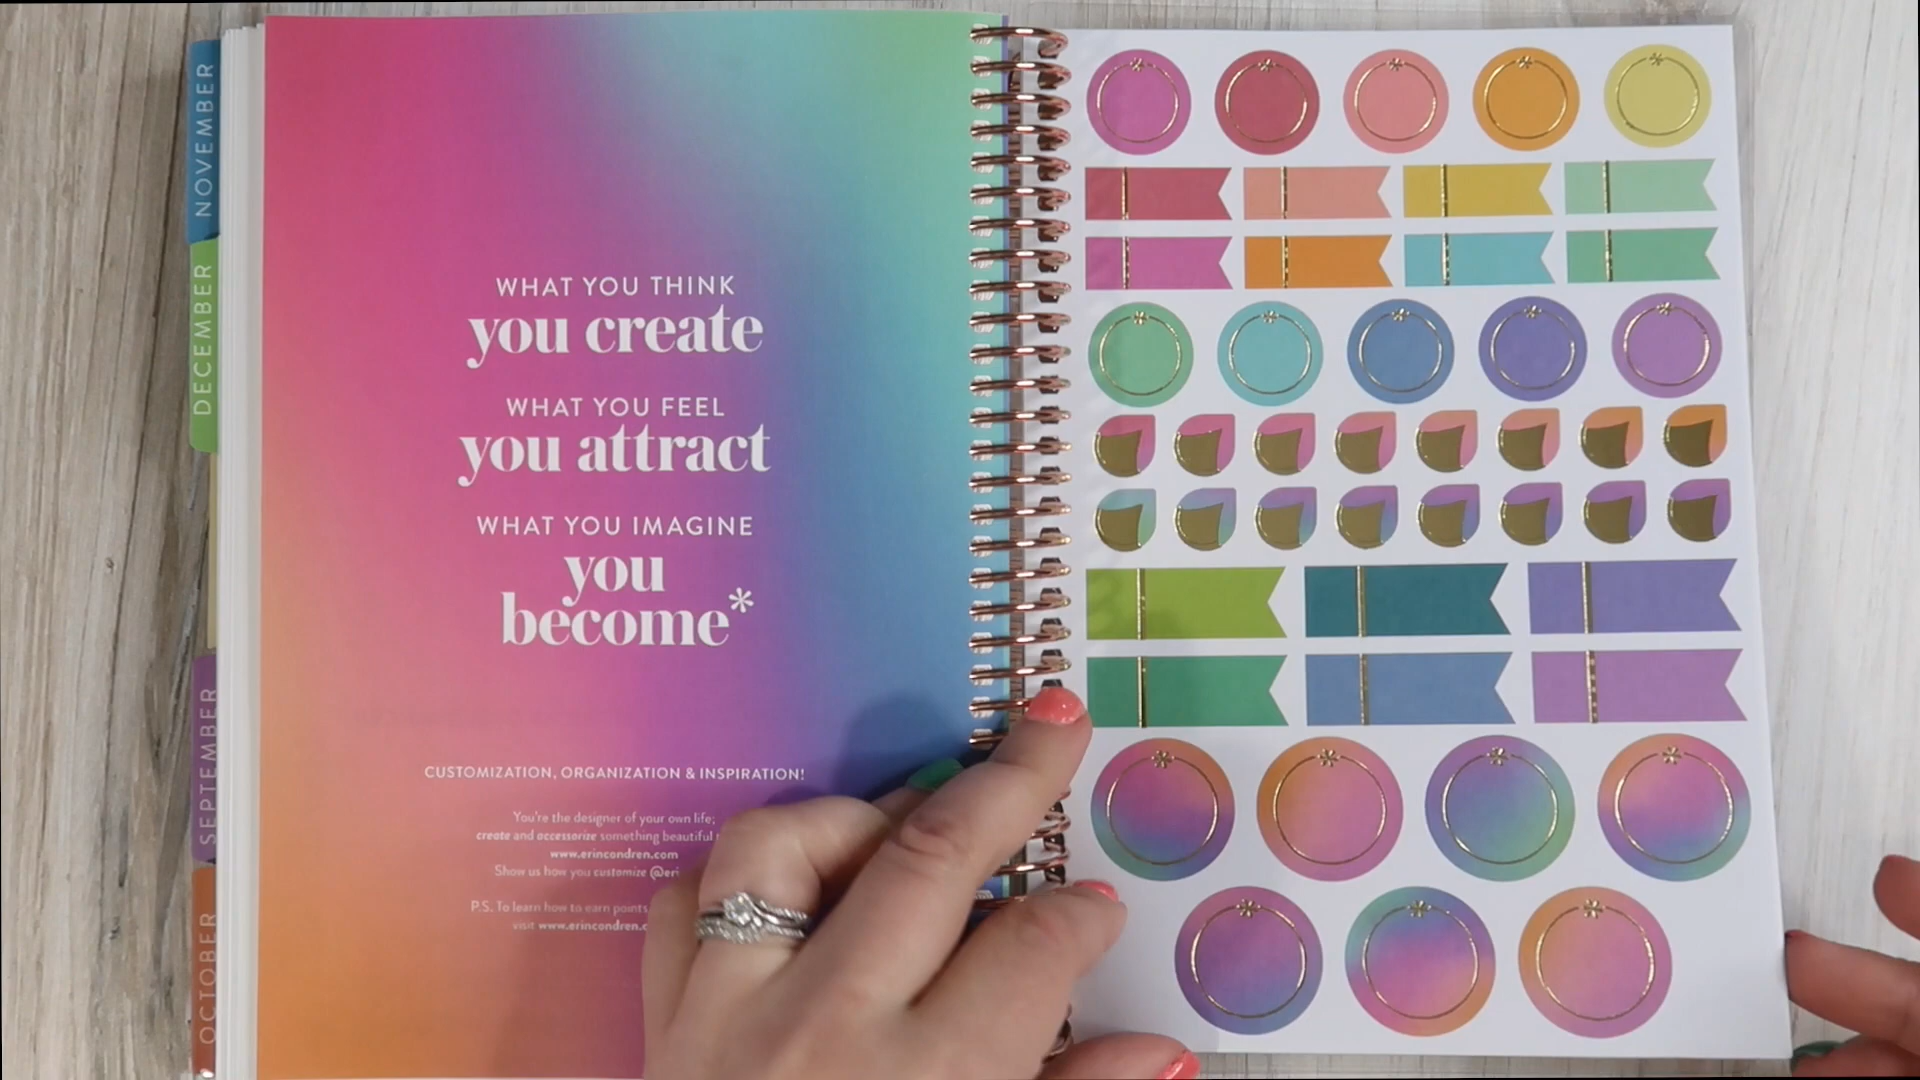 NOVEMBER
DECEMBER
SEPTEMBER
OCTOBER
WHAT YOU THINK
you create
WHAT YOU FEEL
you attract
WHAT YOU IMAGINE
you
become*
CUSTOMIZATION, ORGANIZATION & INSPIRATION!
You're the designer of your own life;
create and accessorize something beautiful
www.erincondren.com
Show us how you customize
P.S. To learn how to earn points
visit